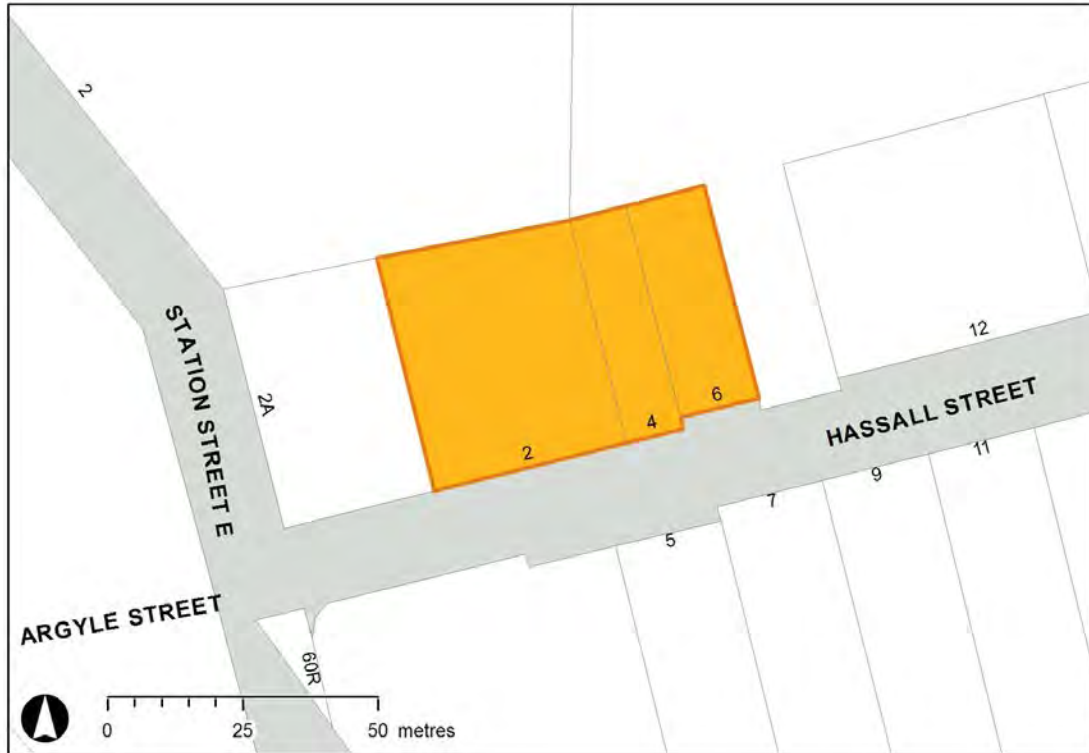 2
STATION STREET E
2A
2
4
6
12
HASSALL STREET
5
7
9
11
ARGYLE STREET
60R
0 25 50 metres